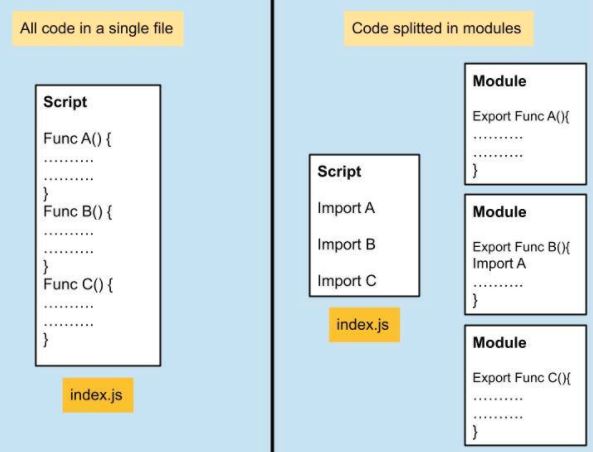 All code in a single file
Script
Func A() {
..........
..........
}
Func B() {
..........
..........
}
Func C() {
..........
..........
}
index.js
Code splitted in modules
Script
Import A
Import B
Import C
index.js
Module
Export Func A(){
..........
..........
}
Module
Export Func B(){
Import A
..........
}
Module
Export Func C(){
..........
..........
}